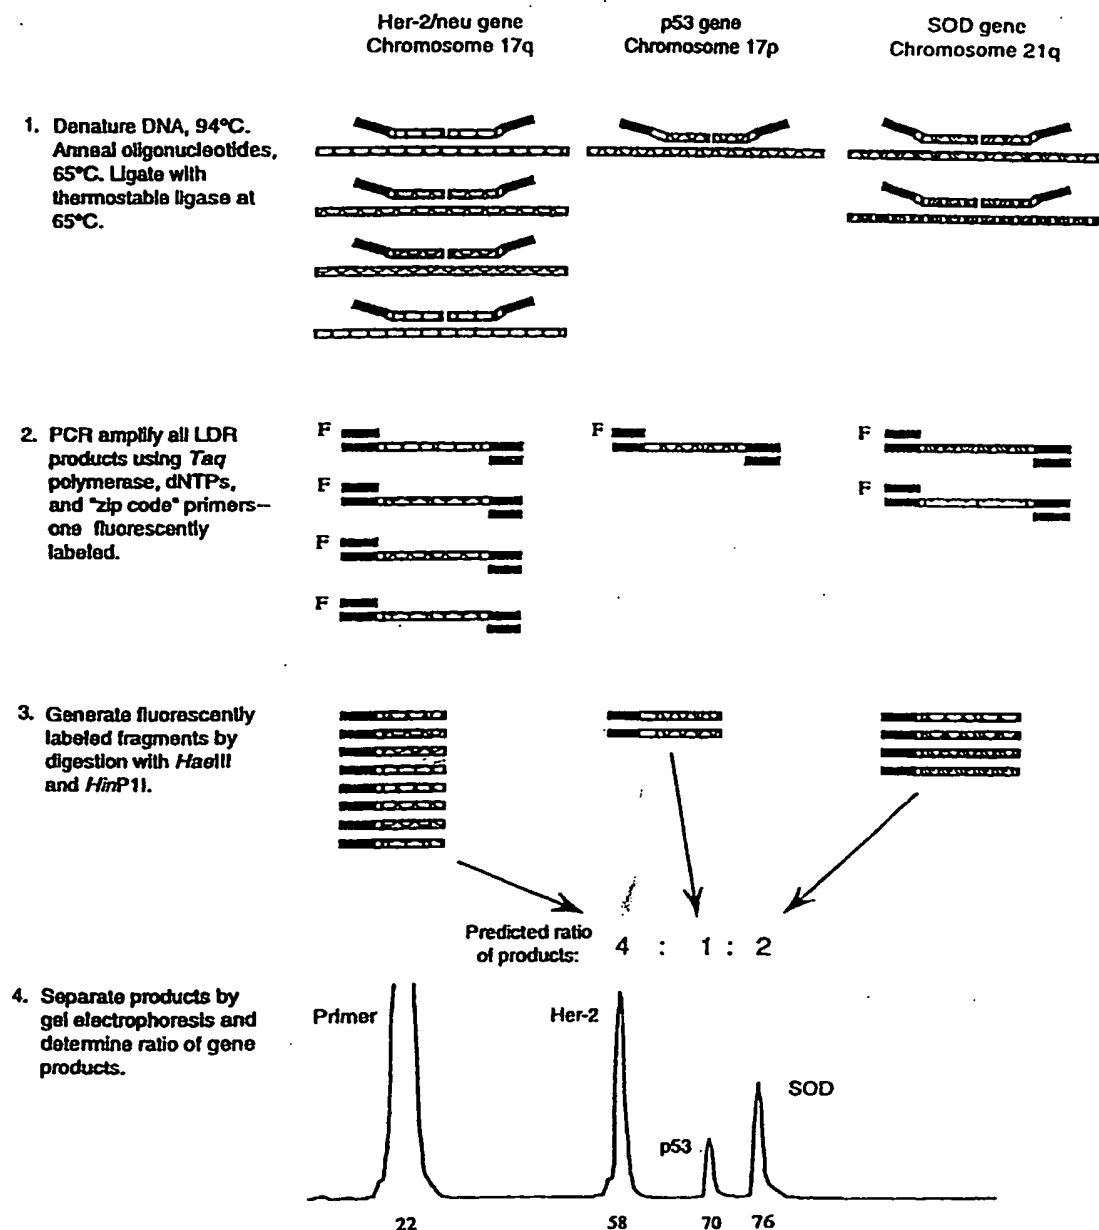 Her-2/neu gene
Chromosome 17q
p53 gene
Chromosome 17p
SOD gene
Chromosome 21q
1. Denature DNA, 94°C.
Anneal oligonucleotides,
65°C. Ligate with
thermostable ligase at
65°C.
2. PCR amplify all LDR
products using Taq
polymerase, dNTPs,
and "zip code" primers--
one fluorescently
labeled.
F
F
F
F
F
F
F
3. Generate fluorescently
labeled fragments by
digestion with HaeIII
and HinP1I.
Predicted ratio
of products:
4 : 1 : 2
4. Separate products by
gel electrophoresis and
determine ratio of gene
products.
Primer
Her-2
p53
SOD
22
58
70
76